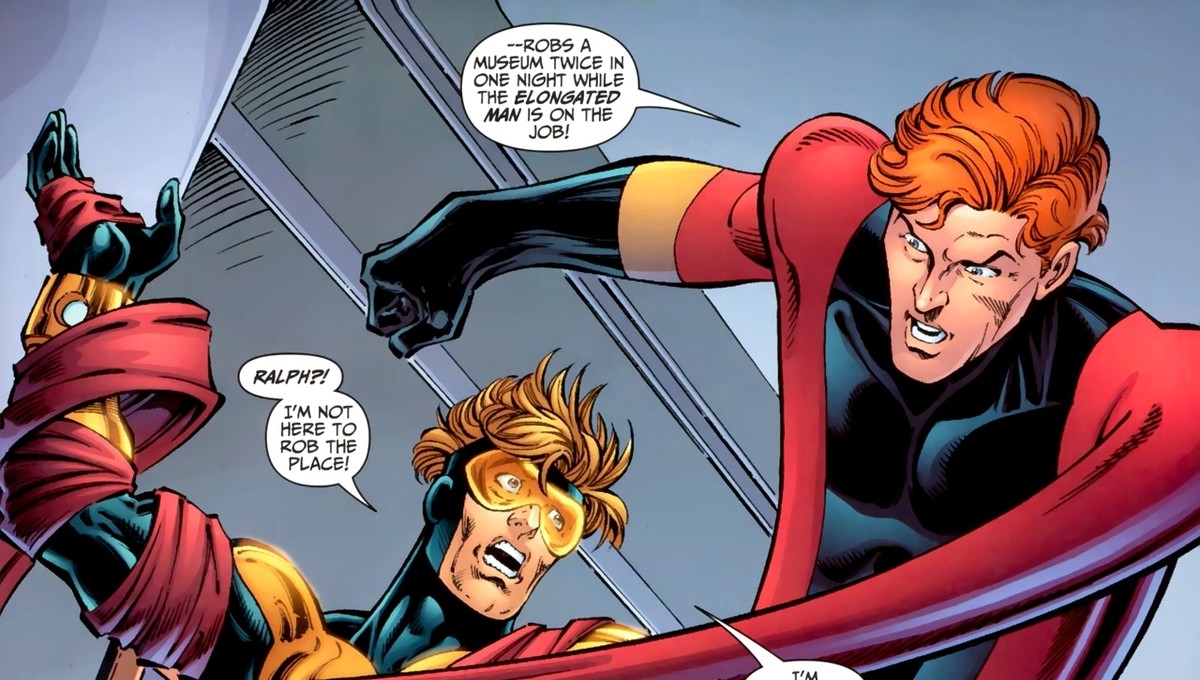 --ROBS A
MUSEUM TWICE IN
ONE NIGHT WHILE
THE ELONGATED
MAN IS ON THE
JOB!
RALPH?!
I'M NOT
HERE TO
ROB THE
PLACE!
I'M